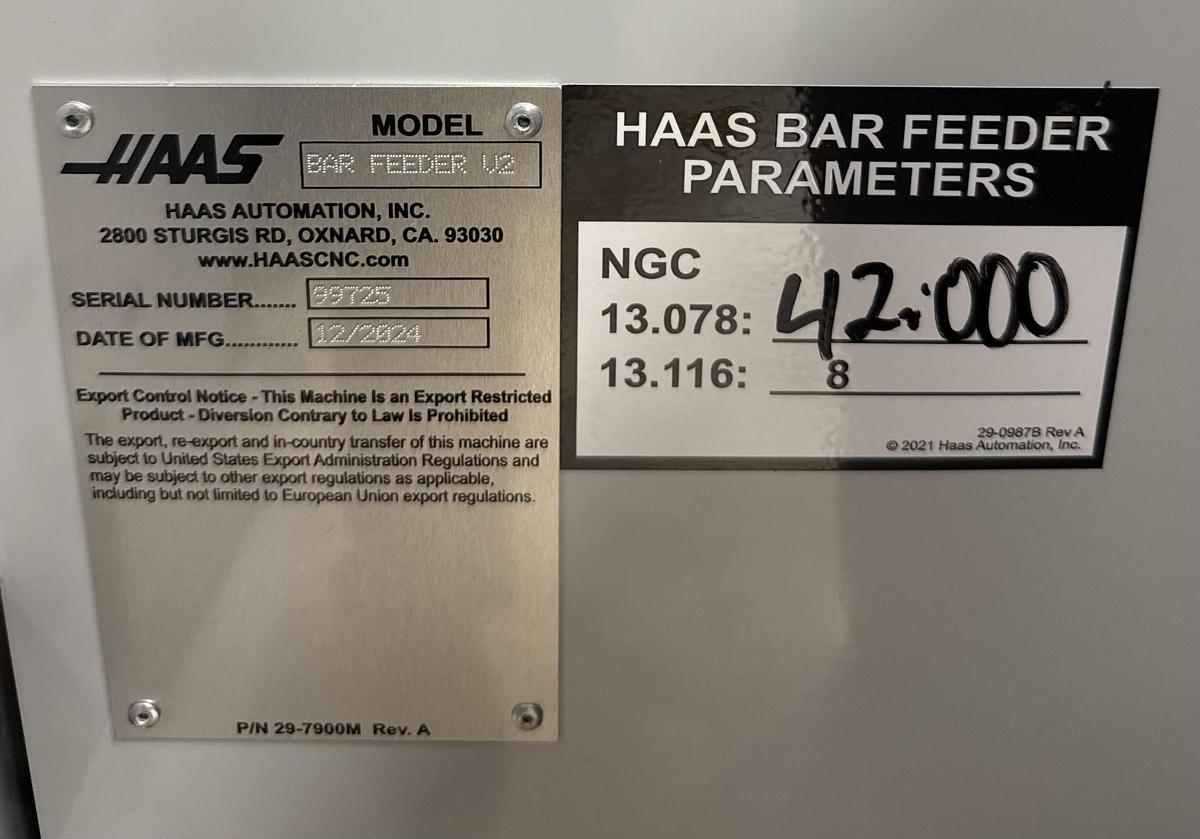 MODEL
HAAS
BAR FEEDER V2
HAAS AUTOMATION, INC.
2800 STURGIS RD, OXNARD, CA. 93030
www.HAASCNC.com
SERIAL NUMBER....... 99725
DATE OF MFG............ 12/2024
Export Control Notice - This Machine Is an Export Restricted
Product - Diversion Contrary to Law Is Prohibited
The export, re-export and in-country transfer of this machine are
subject to United States Export Administration Regulations and
may be subject to other export regulations as applicable,
including but not limited to European Union export regulations.
P/N 29-7900M Rev. A
HAAS BAR FEEDER
PARAMETERS
NGC
13.078: 42.000
13.116: 8
29-0987B Rev A
© 2021 Haas Automation, Inc.